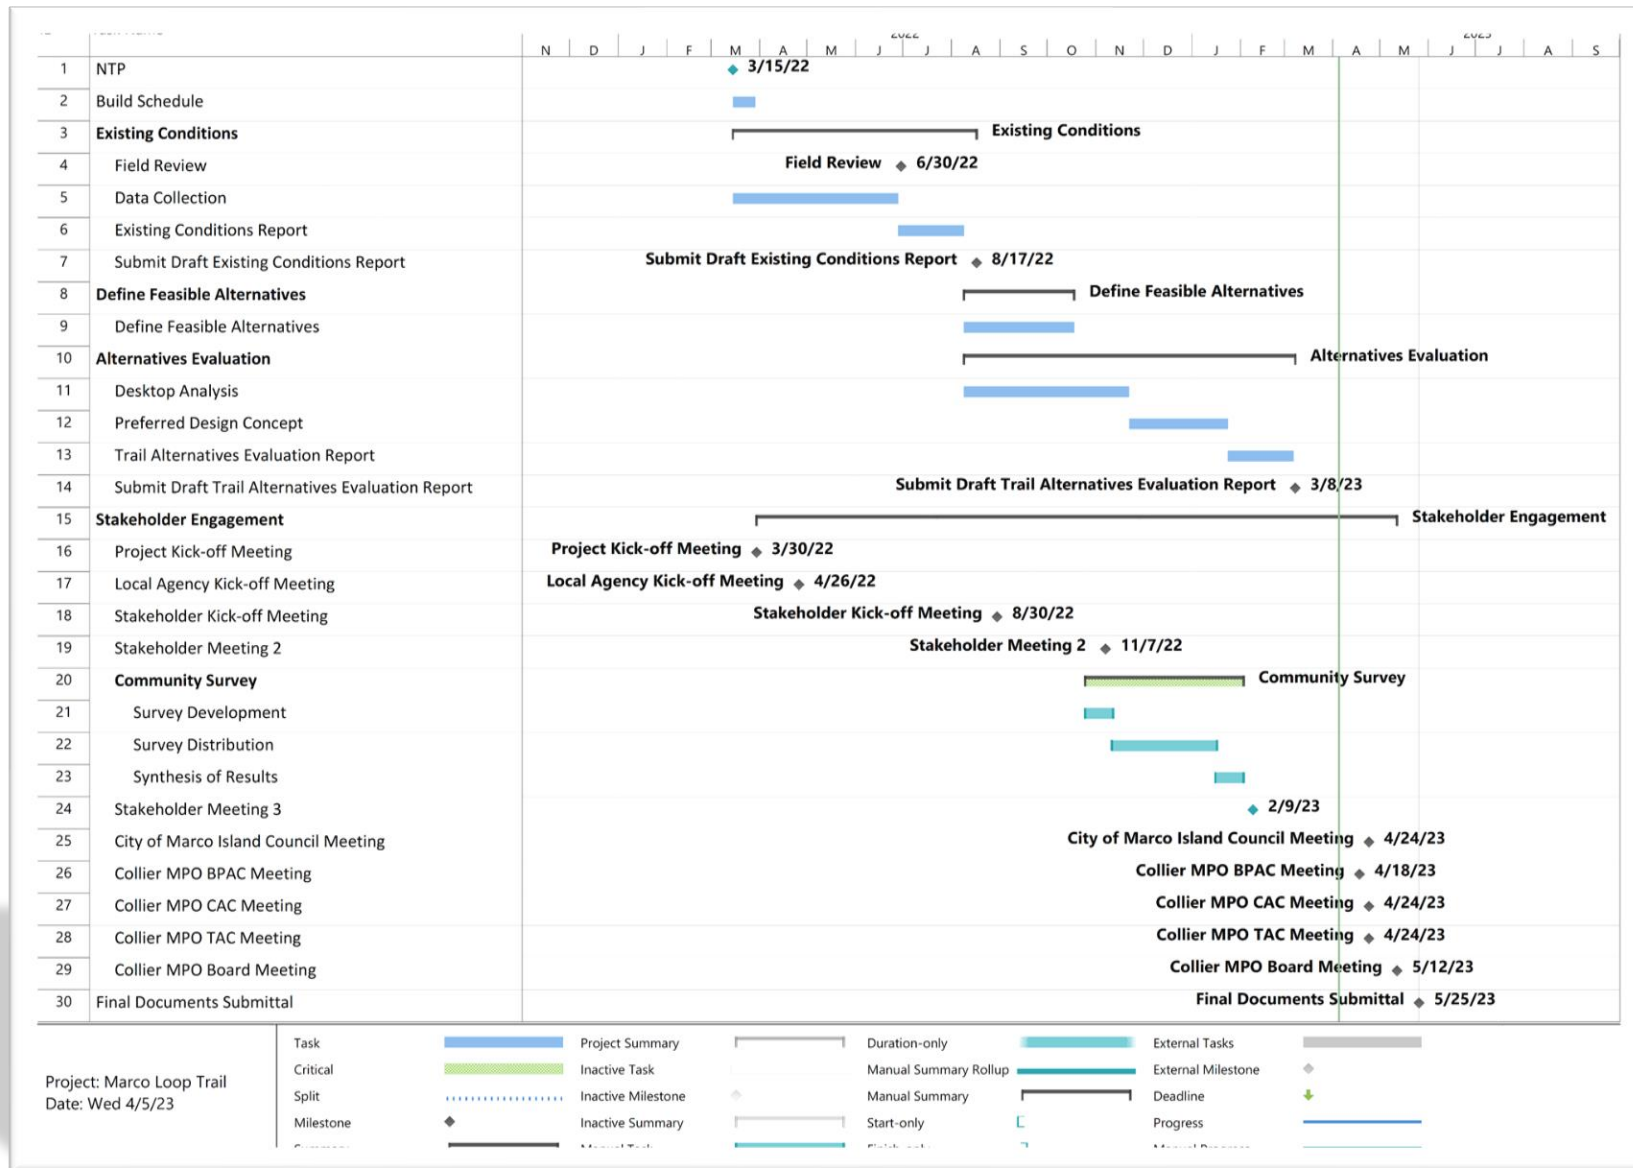 2022
N D J F M A M J J A S O N D J F M A M J J A S
1 NTP 3/15/22
2 Build Schedule
3 Existing Conditions Existing Conditions
4 Field Review Field Review 6/30/22
5 Data Collection
6 Existing Conditions Report
7 Submit Draft Existing Conditions Report Submit Draft Existing Conditions Report 8/17/22
8 Define Feasible Alternatives Define Feasible Alternatives
9 Define Feasible Alternatives
10 Alternatives Evaluation Alternatives Evaluation
11 Desktop Analysis
12 Preferred Design Concept
13 Trail Alternatives Evaluation Report
14 Submit Draft Trail Alternatives Evaluation Report Submit Draft Trail Alternatives Evaluation Report 3/8/23
15 Stakeholder Engagement Stakeholder Engagement
16 Project Kick-off Meeting Project Kick-off Meeting 3/30/22
17 Local Agency Kick-off Meeting Local Agency Kick-off Meeting 4/26/22
18 Stakeholder Kick-off Meeting Stakeholder Kick-off Meeting 8/30/22
19 Stakeholder Meeting 2 Stakeholder Meeting 2 11/7/22
20 Community Survey Community Survey
21 Survey Development
22 Survey Distribution
23 Synthesis of Results
24 Stakeholder Meeting 3 2/9/23
25 City of Marco Island Council Meeting City of Marco Island Council Meeting 4/24/23
26 Collier MPO BPAC Meeting Collier MPO BPAC Meeting 4/18/23
27 Collier MPO CAC Meeting Collier MPO CAC Meeting 4/24/23
28 Collier MPO TAC Meeting Collier MPO TAC Meeting 4/24/23
29 Collier MPO Board Meeting Collier MPO Board Meeting 5/12/23
30 Final Documents Submittal Final Documents Submittal 5/25/23
Project: Marco Loop Trail
Date: Wed 4/5/23
Task Project Summary Duration-only External Tasks
Critical Inactive Task Manual Summary Rollup External Milestone
Split Inactive Milestone Manual Summary Deadline
Milestone Inactive Summary Start-only Progress